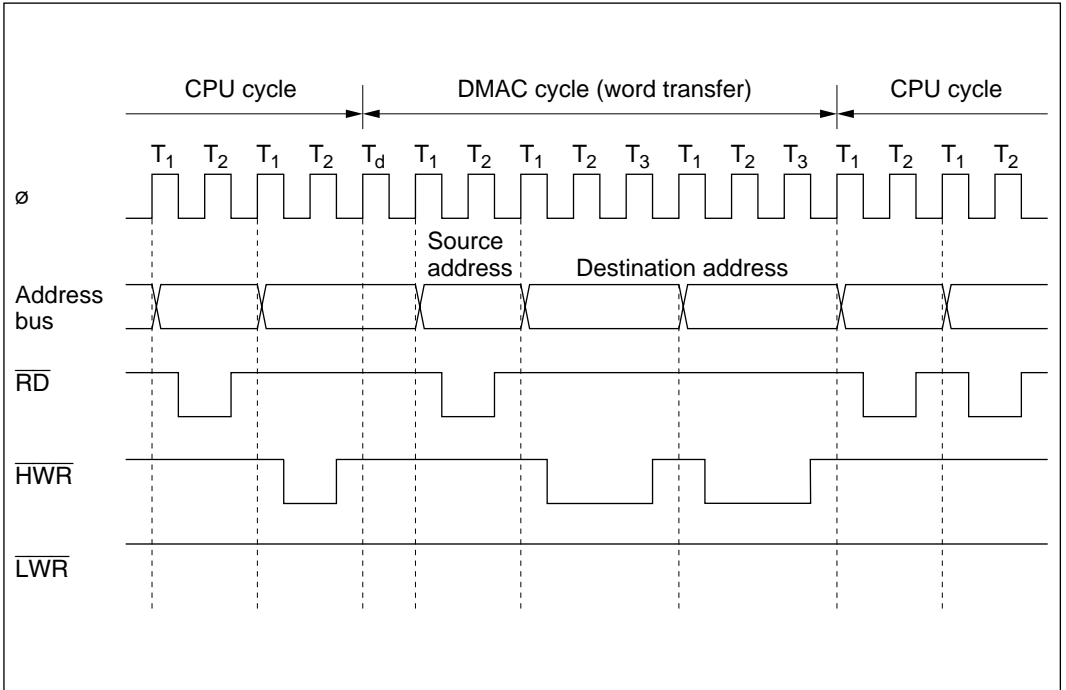 CPU cycle DMAC cycle (word transfer) CPU cycle
T1 T2 T1 T2 Td T1 T2 T1 T2 T3 T1 T2 T3 T1 T2 T1 T2
ø
Source
address Destination address
Address
bus
RD
HWR
LWR